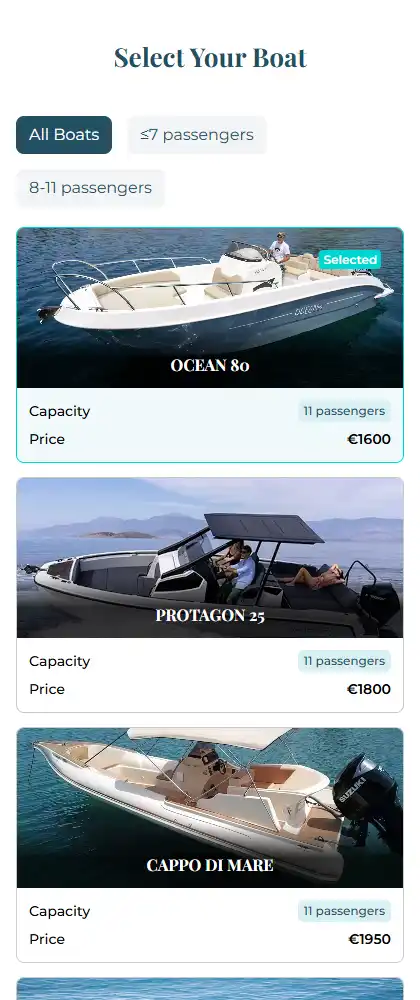 Select Your Boat
All Boats
≤7 passengers
8-11 passengers
Selected
OCEAN 80
Capacity
11 passengers
Price
€1600
PROTAGON 25
Capacity
11 passengers
Price
€1800
SUZUKI
CAPPO DI MARE
Capacity
11 passengers
Price
€1950